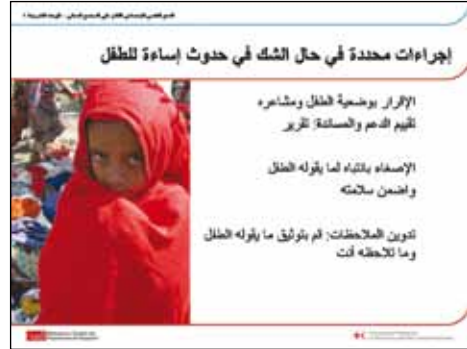 إجراءات محددة في حال الشك في حدوث إساءة للطفل
الإقرار بوضعية الطفل ومشاعره
تقييم الدعم والمساندة: تقرير
الإصغاء بانتباه لما يقوله الطفل
واضمن سلامته
تدوين الملاحظات: قم بتوثيق ما يقوله الطفل
وما تلاحظه أنت